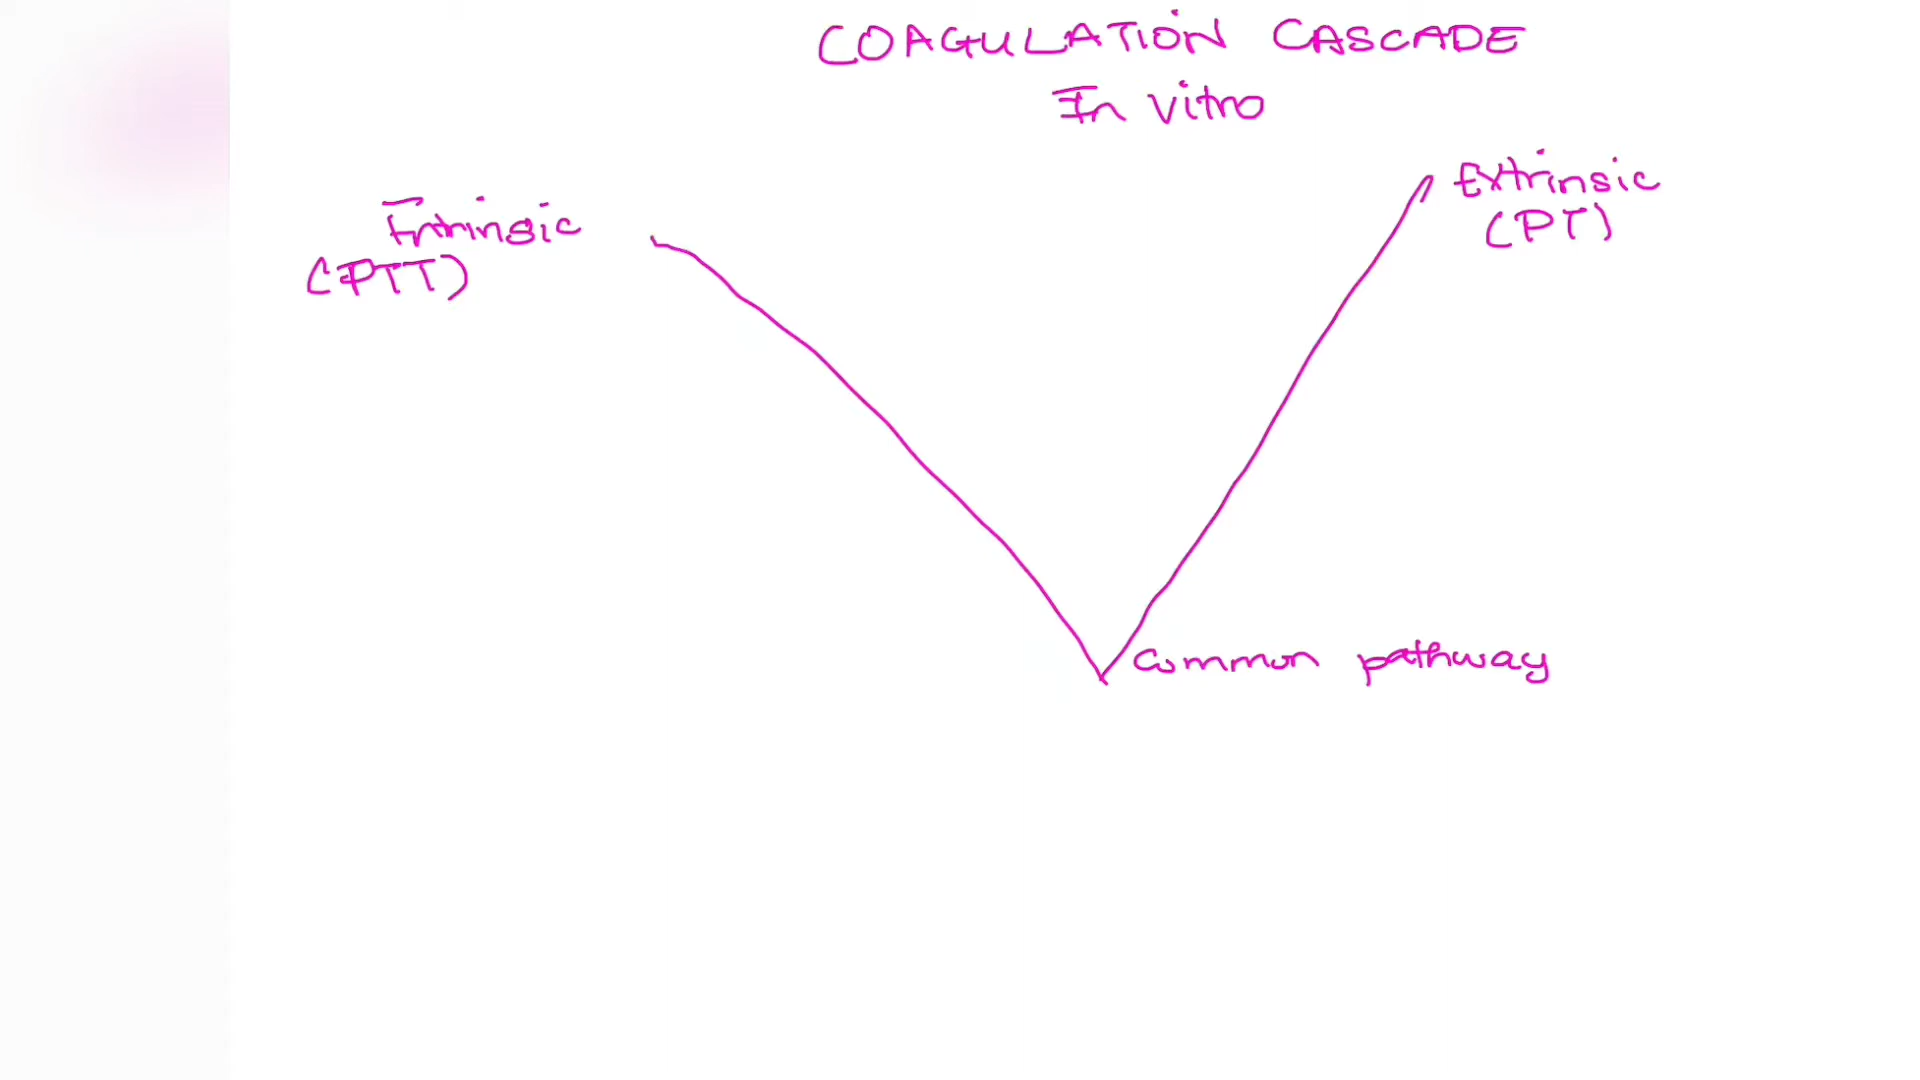 COAGULATION CASCADE
In vitro
Extrinsic
(PT)
Intrinsic
(PTT)
Common pathway